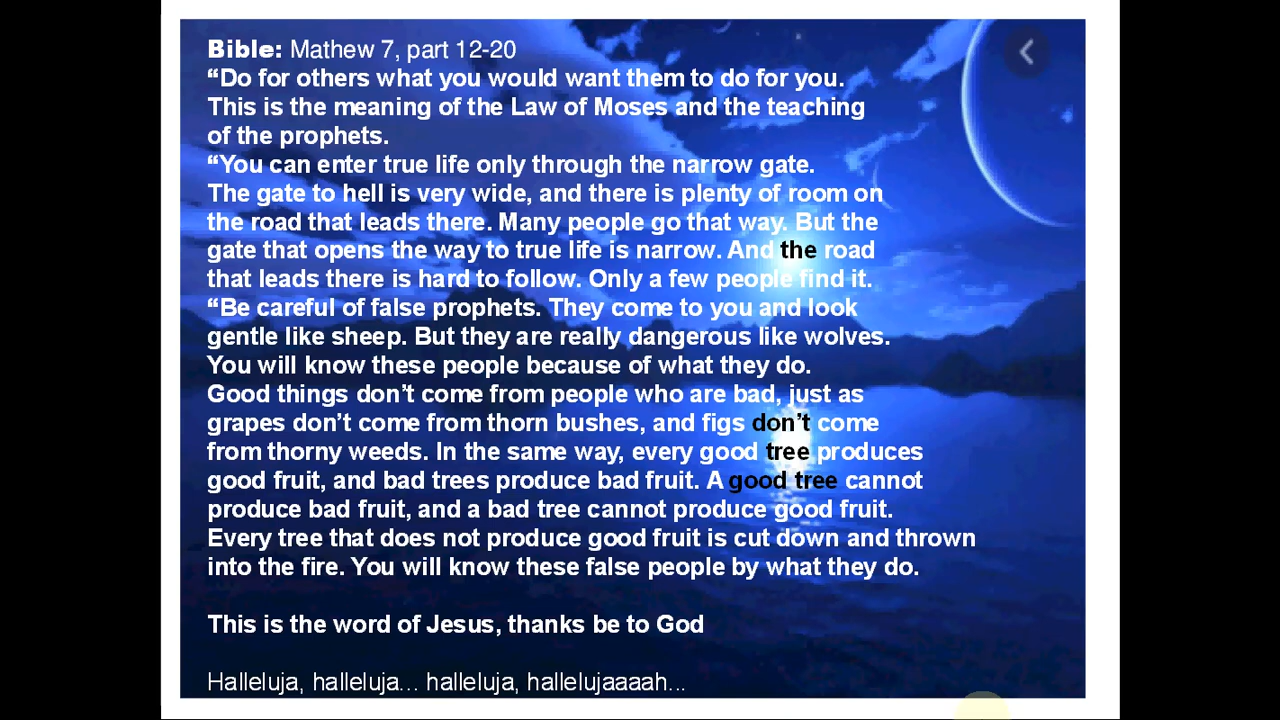 Bible: Mathew 7, part 12-20
“Do for others what you would want them to do for you.
This is the meaning of the Law of Moses and the teaching
of the prophets.
“You can enter true life only through the narrow gate.
The gate to hell is very wide, and there is plenty of room on
the road that leads there. Many people go that way. But the
gate that opens the way to true life is narrow. And the road
that leads there is hard to follow. Only a few people find it.
“Be careful of false prophets. They come to you and look
gentle like sheep. But they are really dangerous like wolves.
You will know these people because of what they do.
Good things don’t come from people who are bad, just as
grapes don’t come from thorn bushes, and figs don’t come
from thorny weeds. In the same way, every good tree produces
good fruit, and bad trees produce bad fruit. A good tree cannot
produce bad fruit, and a bad tree cannot produce good fruit.
Every tree that does not produce good fruit is cut down and thrown
into the fire. You will know these false people by what they do.
This is the word of Jesus, thanks be to God
Halleluja, halleluja... halleluja, hallelujaaaah...